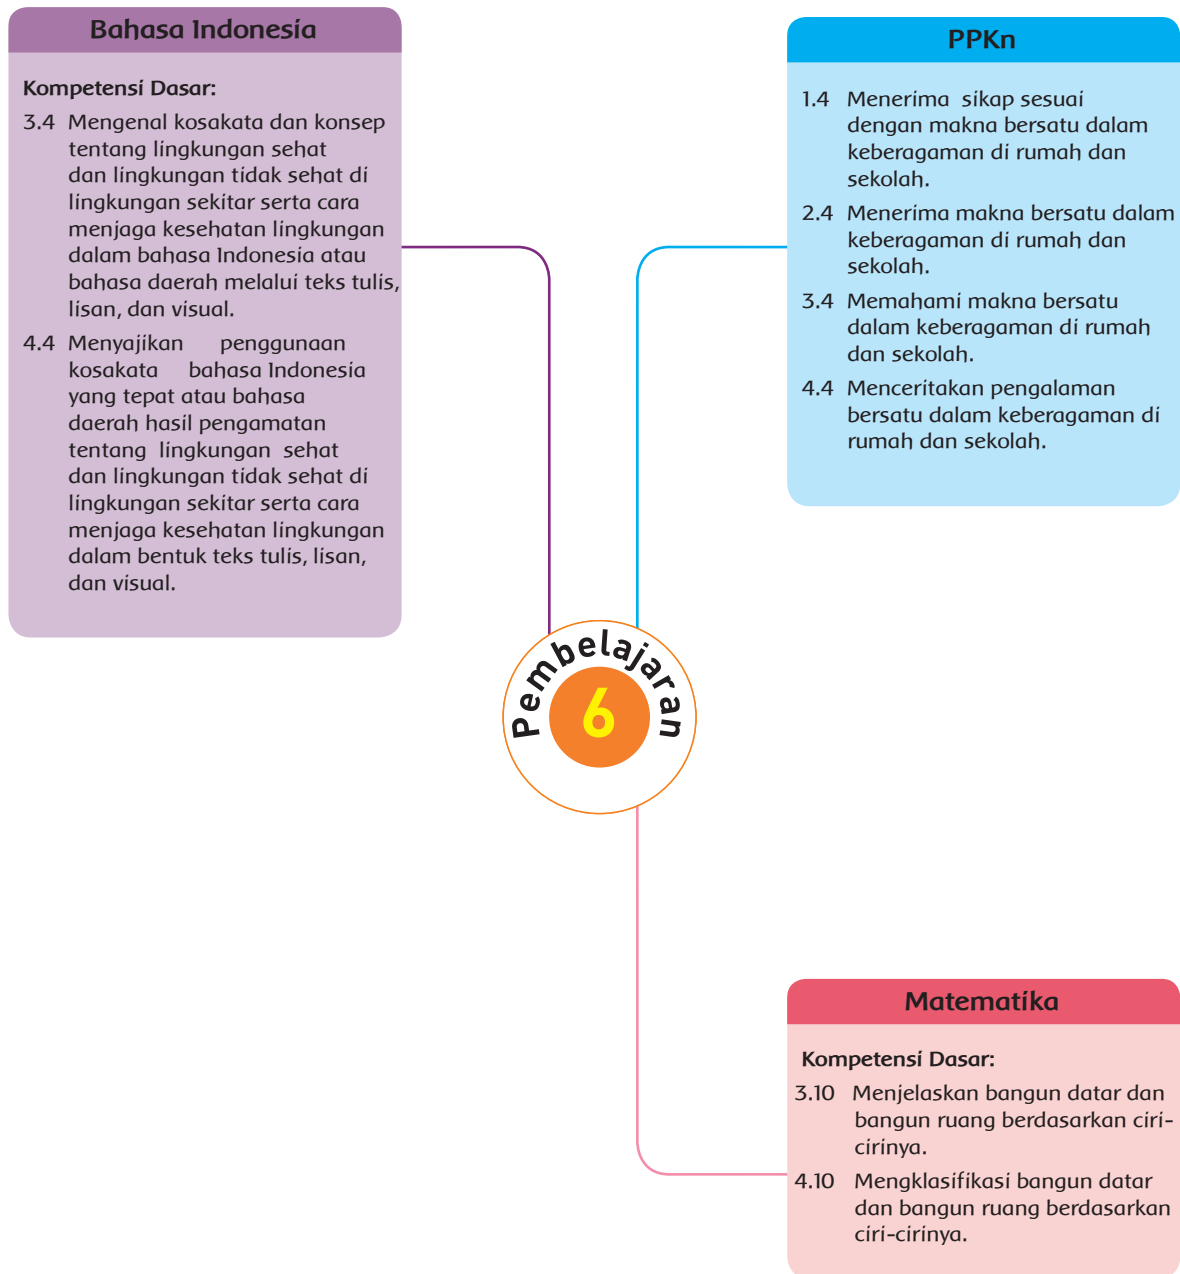 Bahasa Indonesia
Kompetensi Dasar:
3.4 Mengenal kosakata dan konsep
tentang lingkungan sehat
dan lingkungan tidak sehat di
lingkungan sekitar serta cara
menjaga kesehatan lingkungan
dalam bahasa Indonesia atau
bahasa daerah melalui teks tulis,
lisan, dan visual.
4.4 Menyajikan penggunaan
kosakata bahasa Indonesia
yang tepat atau bahasa
daerah hasil pengamatan
tentang lingkungan sehat
dan lingkungan tidak sehat di
lingkungan sekitar serta cara
menjaga kesehatan lingkungan
dalam bentuk teks tulis, lisan,
dan visual.
PPKn
1.4 Menerima sikap sesuai
dengan makna bersatu dalam
keberagaman di rumah dan
sekolah.
2.4 Menerima makna bersatu dalam
keberagaman di rumah dan
sekolah.
3.4 Memahami makna bersatu
dalam keberagaman di rumah
dan sekolah.
4.4 Menceritakan pengalaman
bersatu dalam keberagaman di
rumah dan sekolah.
Pembelajaran
6
Matematika
Kompetensi Dasar:
3.10 Menjelaskan bangun datar dan
bangun ruang berdasarkan ciri-
cirinya.
4.10 Mengklasifikasi bangun datar
dan bangun ruang berdasarkan
ciri-cirinya.